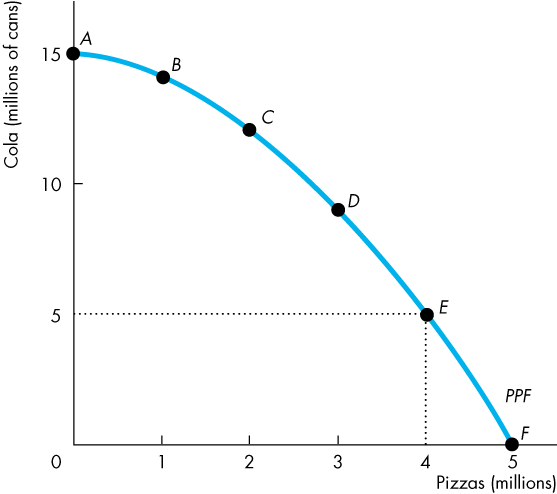 Cola (millions of cans)
15
10
5
0
A
B
C
D
E
F
PPF
1
2
3
4
5
Pizzas (millions)